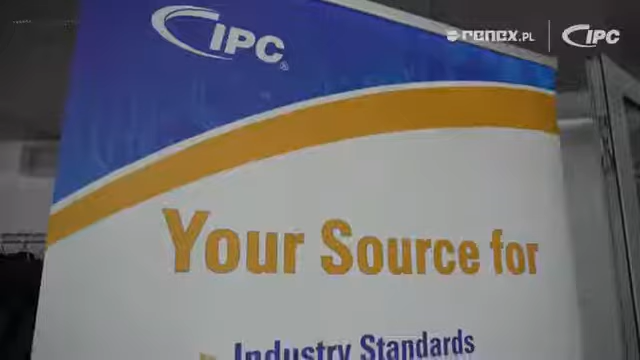 IPC®
renex.PL
IPC
Your Source for
Industry Standards